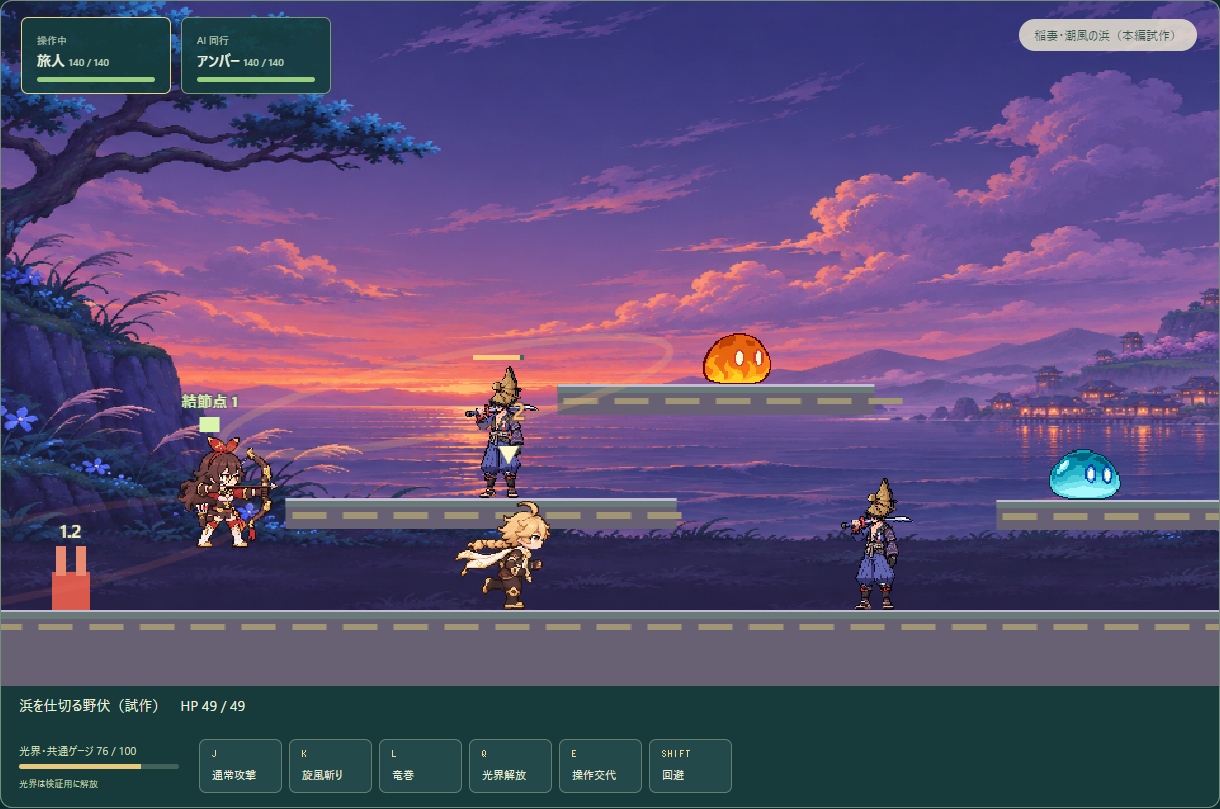 操作中
旅人 140 / 140
AI 同行
アンバー 140 / 140
稲妻・潮風の浜（本編試作）
結節点 1
2
1.2
浜を仕切る野伏（試作） HP 49 / 49
光界・共通ゲージ 76 / 100
光界は検証用に解放
J
通常攻撃
K
旋風斬り
L
竜巻
Q
光界解放
E
操作交代
SHIFT
回避